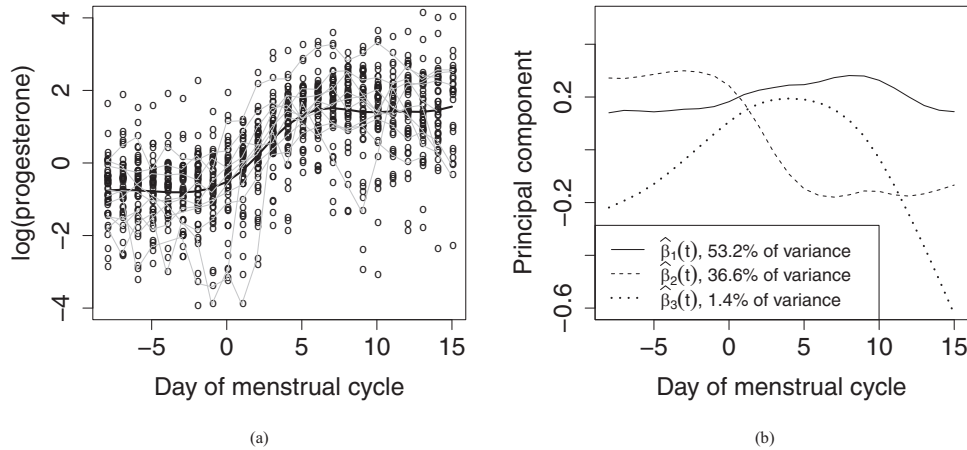 log(progesterone)
4
2
0
−2
−4
−5
0
5
10
15
Day of menstrual cycle
(a)
Principal component
0.2
−0.2
−0.6
β̂₁(t), 53.2% of variance
β̂₂(t), 36.6% of variance
β̂₃(t), 1.4% of variance
−5
0
5
10
15
Day of menstrual cycle
(b)